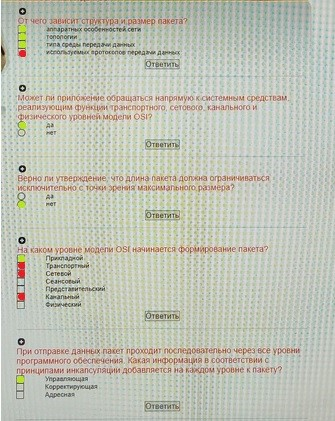 От чего зависит структура и размер пакета?
аппаратных особенностей сети
топологии
типа среды передачи данных
используемых протоколов передачи данных
Ответить
Может ли приложение обращаться напрямую к системным средствам,
реализующим функции транспортного, сетевого, канального и
физического уровней модели OSI?
да
нет
Ответить
Верно ли утверждение, что длина пакета должна ограничиваться
исключительно с точки зрения максимального размера?
да
нет
Ответить
На каком уровне модели OSI начинается формирование пакета?
Прикладной
Транспортный
Сетевой
Сеансовый
Представительский
Канальный
Физический
Ответить
При отправке данных пакет проходит последовательно через все уровни
программного обеспечения. Какая информация в соответствии с
принципами инкапсуляции добавляется на каждом уровне к пакету?
Управляющая
Корректирующая
Адресная
Ответить